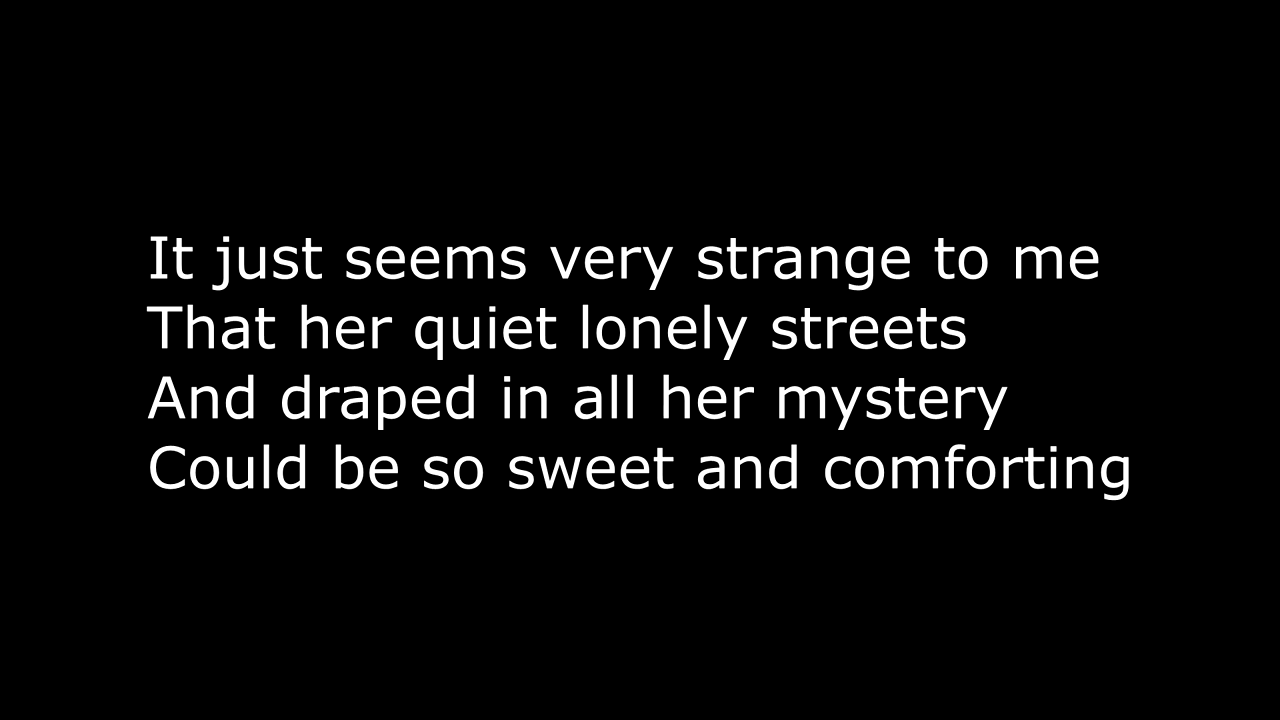 It just seems very strange to me
That her quiet lonely streets
And draped in all her mystery
Could be so sweet and comforting